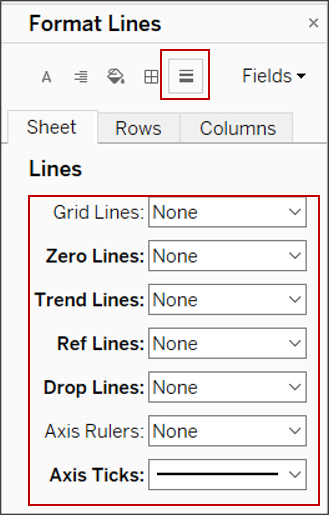 Format Lines ×
A Fields
Sheet Rows Columns
Lines
Grid Lines: None
Zero Lines: None
Trend Lines: None
Ref Lines: None
Drop Lines: None
Axis Rulers: None
Axis Ticks: